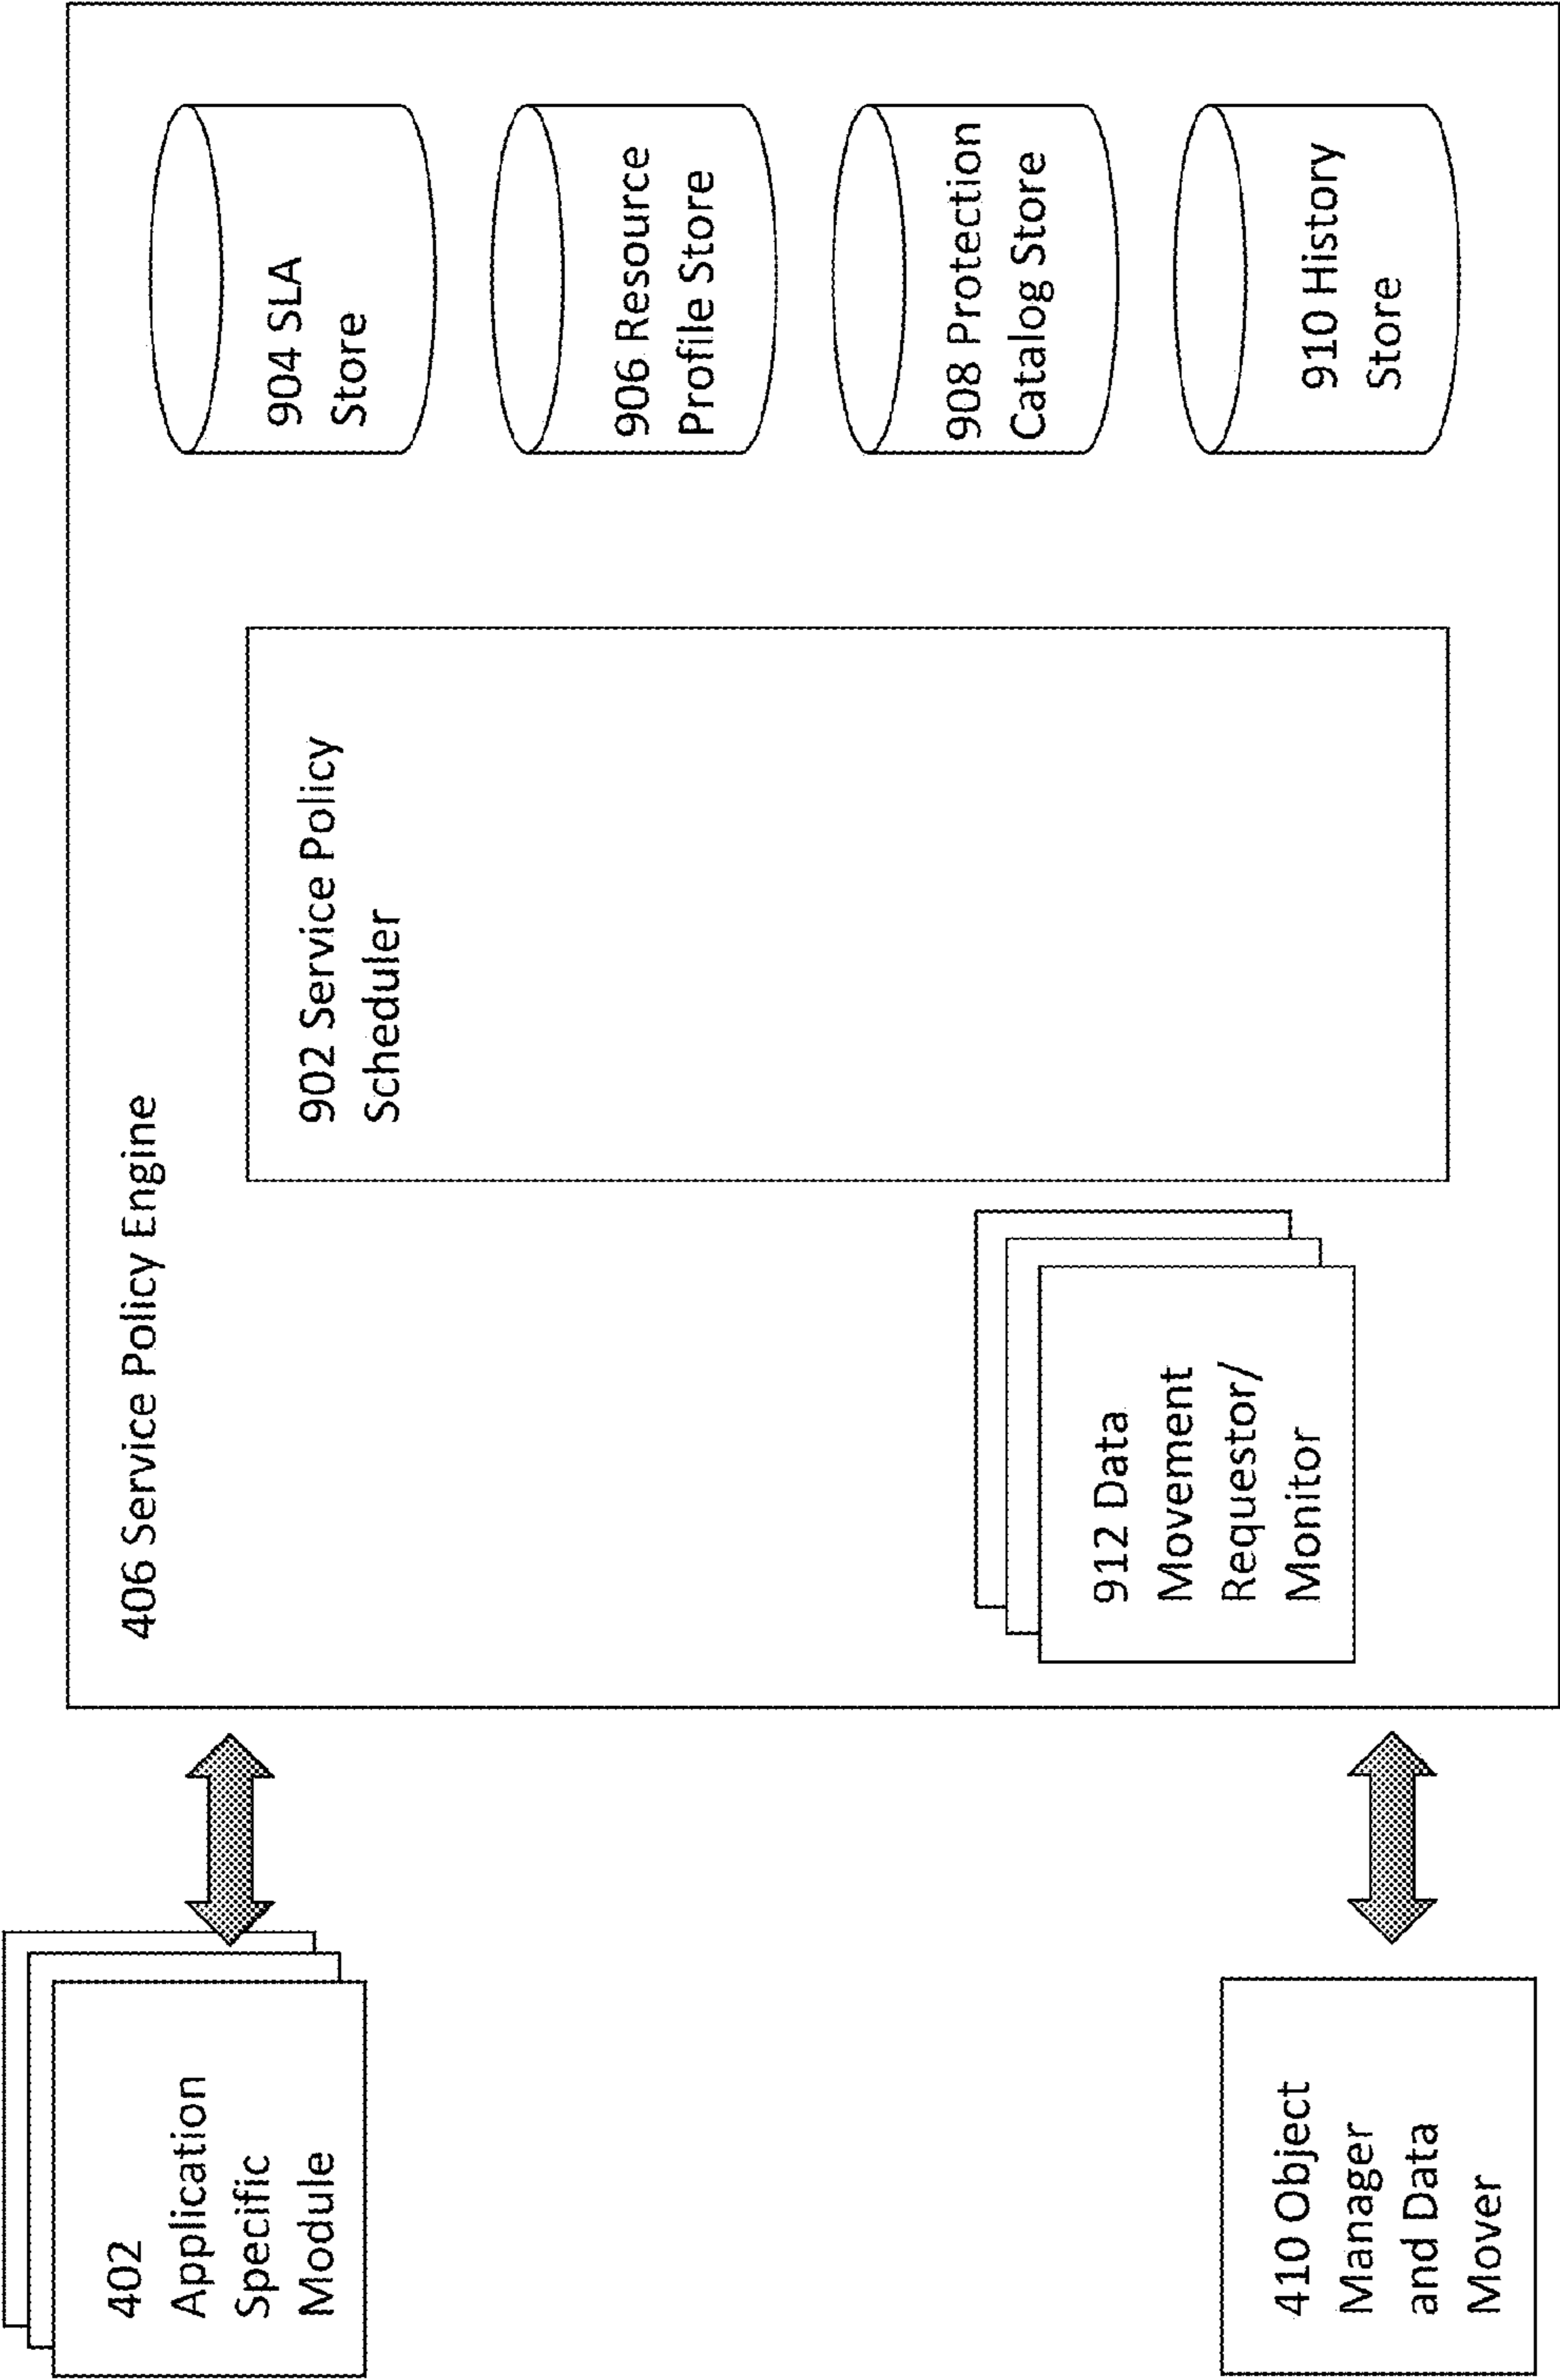 402
Application
Specific
Module
410 Object
Manager
and Data
Mover
406 Service Policy Engine
912 Data
Movement
Requestor/
Monitor
902 Service Policy
Scheduler
904 SLA
Store
906 Resource
Profile Store
908 Protection
Catalog Store
910 History
Store